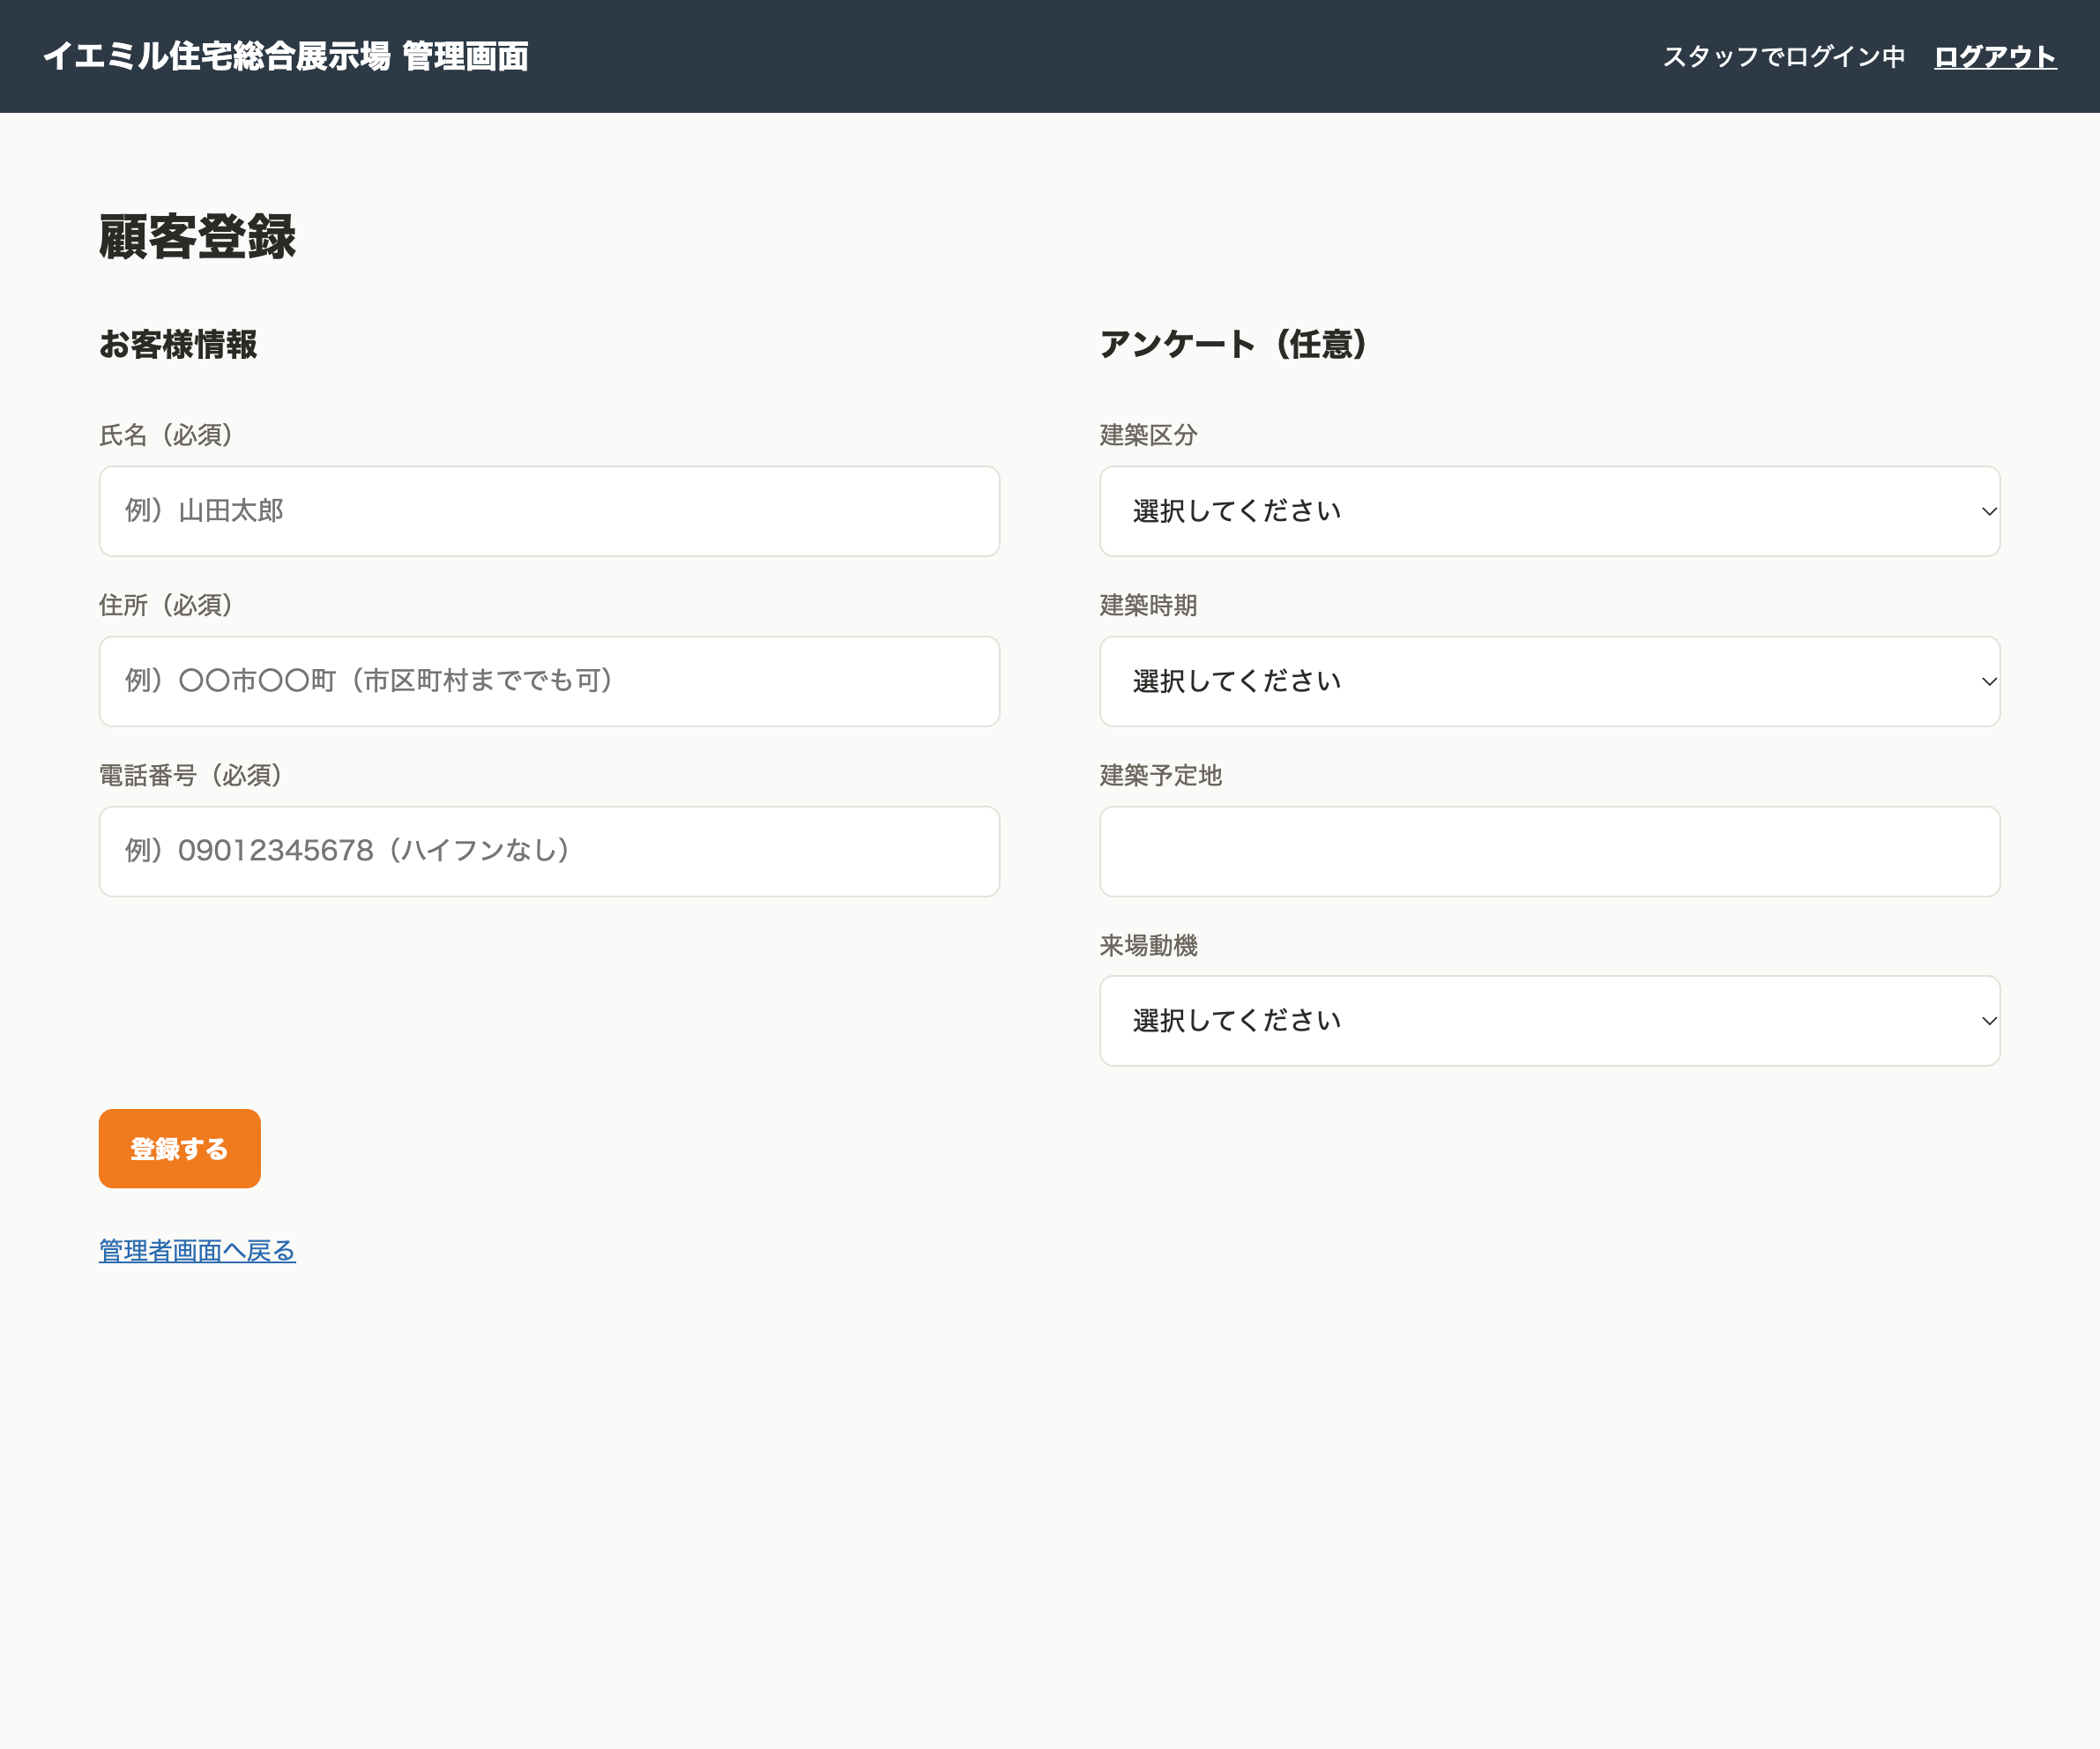 イエミル住宅総合展示場 管理画面
スタッフでログイン中 ログアウト
顧客登録
お客様情報
氏名（必須）
例）山田太郎
住所（必須）
例）〇〇市〇〇町（市区町村まででも可）
電話番号（必須）
例）09012345678（ハイフンなし）
アンケート（任意）
建築区分
選択してください
建築時期
選択してください
建築予定地
来場動機
選択してください
登録する
管理者画面へ戻る